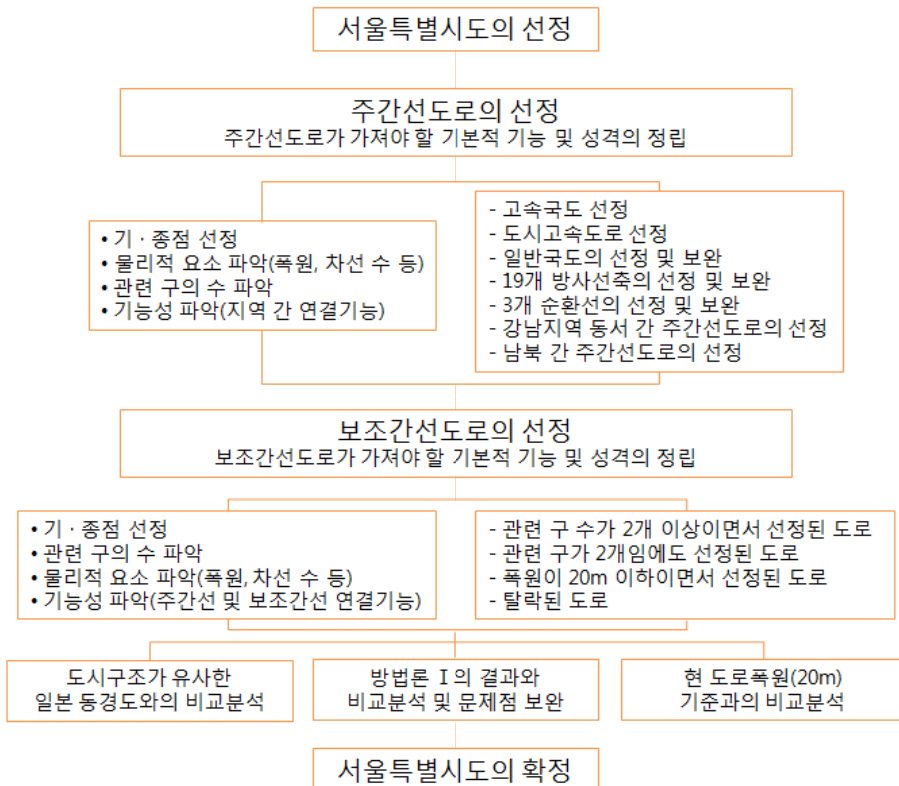 서울특별시도의 선정
주간선도로의 선정
주간선도로가 가져야 할 기본적 기능 및 성격의 정립
• 기 · 종점 선정
• 물리적 요소 파악(폭원, 차선 수 등)
• 관련 구의 수 파악
• 기능성 파악(지역 간 연결기능)
- 고속국도 선정
- 도시고속도로 선정
- 일반국도의 선정 및 보완
- 19개 방사선축의 선정 및 보완
- 3개 순환선의 선정 및 보완
- 강남지역 동서 간 주간선도로의 선정
- 남북 간 주간선도로의 선정
보조간선도로의 선정
보조간선도로가 가져야 할 기본적 기능 및 성격의 정립
• 기 · 종점 선정
• 관련 구의 수 파악
• 물리적 요소 파악(폭원, 차선 수 등)
• 기능성 파악(주간선 및 보조간선 연결기능)
- 관련 구 수가 2개 이상이면서 선정된 도로
- 관련 구가 2개임에도 선정된 도로
- 폭원이 20m 이하이면서 선정된 도로
- 탈락된 도로
도시구조가 유사한
일본 동경도와의 비교분석
방법론 Ⅰ의 결과와
비교분석 및 문제점 보완
현 도로폭원(20m)
기준과의 비교분석
서울특별시도의 확정